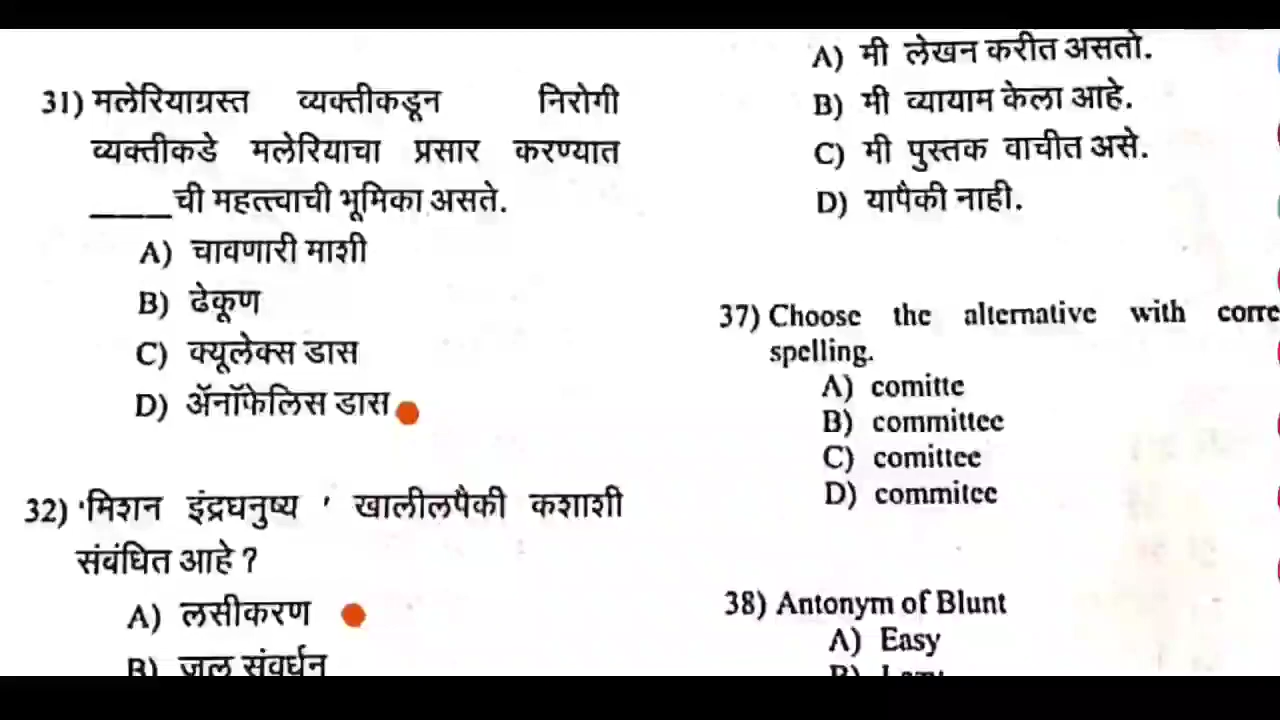 31) मलेरियाग्रस्त व्यक्तीकडून निरोगी
व्यक्तीकडे मलेरियाचा प्रसार करण्यात
____ची महत्त्वाची भूमिका असते.
A) चावणारी माशी
B) ढेकूण
C) क्यूलेक्स डास
D) ॲनॉफेलिस डास
32) 'मिशन इंद्रधनुष्य ' खालीलपैकी कशाशी
संबंधित आहे ?
A) लसीकरण
B) जल संवर्धन
A) मी लेखन करीत असतो.
B) मी व्यायाम केला आहे.
C) मी पुस्तक वाचीत असे.
D) यापैकी नाही.
37) Choose the alternative with corre
spelling.
A) comitte
B) committee
C) comittee
D) commitee
38) Antonym of Blunt
A) Easy
B)